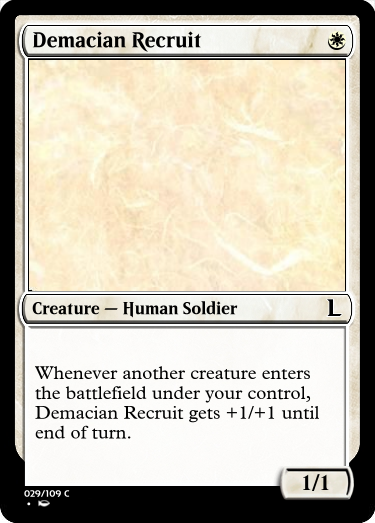 Demacian Recruit
Creature — Human Soldier L
Whenever another creature enters
the battlefield under your control,
Demacian Recruit gets +1/+1 until
end of turn.
1/1
029/109 C